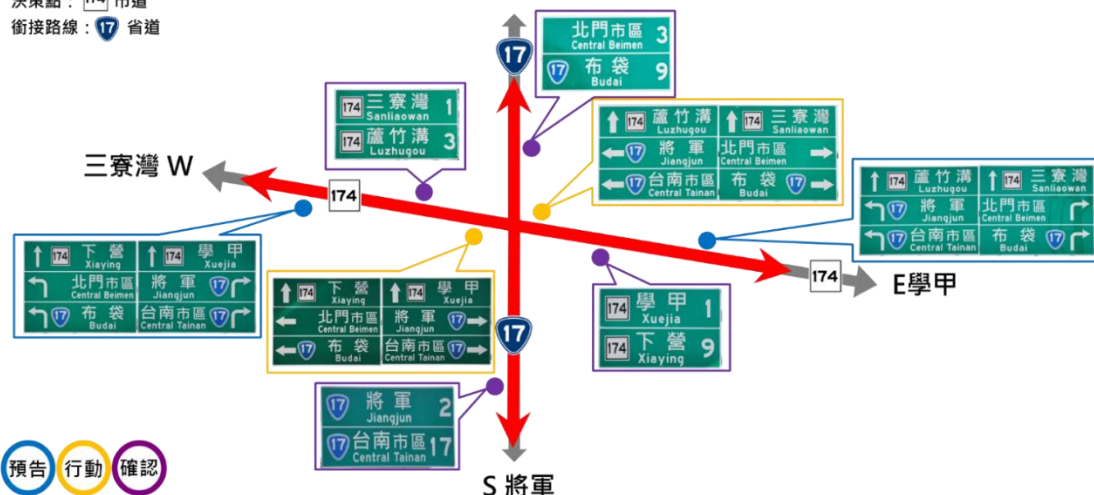 決策點：174 市道
銜接路線：17 省道
17
北門市區 3
Central Beimen
17 布袋 9
Budai
174 三寮灣 1
Sanliaowan
174 蘆竹溝 3
Luzhugou
174 蘆竹溝 174 三寮灣
Luzhugou Sanliaowan
17 將軍 北門市區
Jiangjun Central Beimen
17 台南市區 布袋 17
Central Tainan Budai
三寮灣 W
174
174 蘆竹溝 174 三寮灣
Luzhugou Sanliaowan
17 將軍 北門市區
Jiangjun Central Beimen
17 台南市區 布袋 17
Central Tainan Budai
174 下營 174 學甲
Xiaying Xuejia
北門市區 將軍 17
Central Beimen Jiangjun
17 布袋 台南市區 17
Budai Central Tainan
174 下營 174 學甲
Xiaying Xuejia
北門市區 將軍 17
Central Beimen Jiangjun
17 布袋 台南市區 17
Budai Central Tainan
174
E學甲
174 學甲 1
Xuejia
174 下營 9
Xiaying
17
17 將軍 2
Jiangjun
17 台南市區 17
Central Tainan
預告 行動 確認
S 將軍